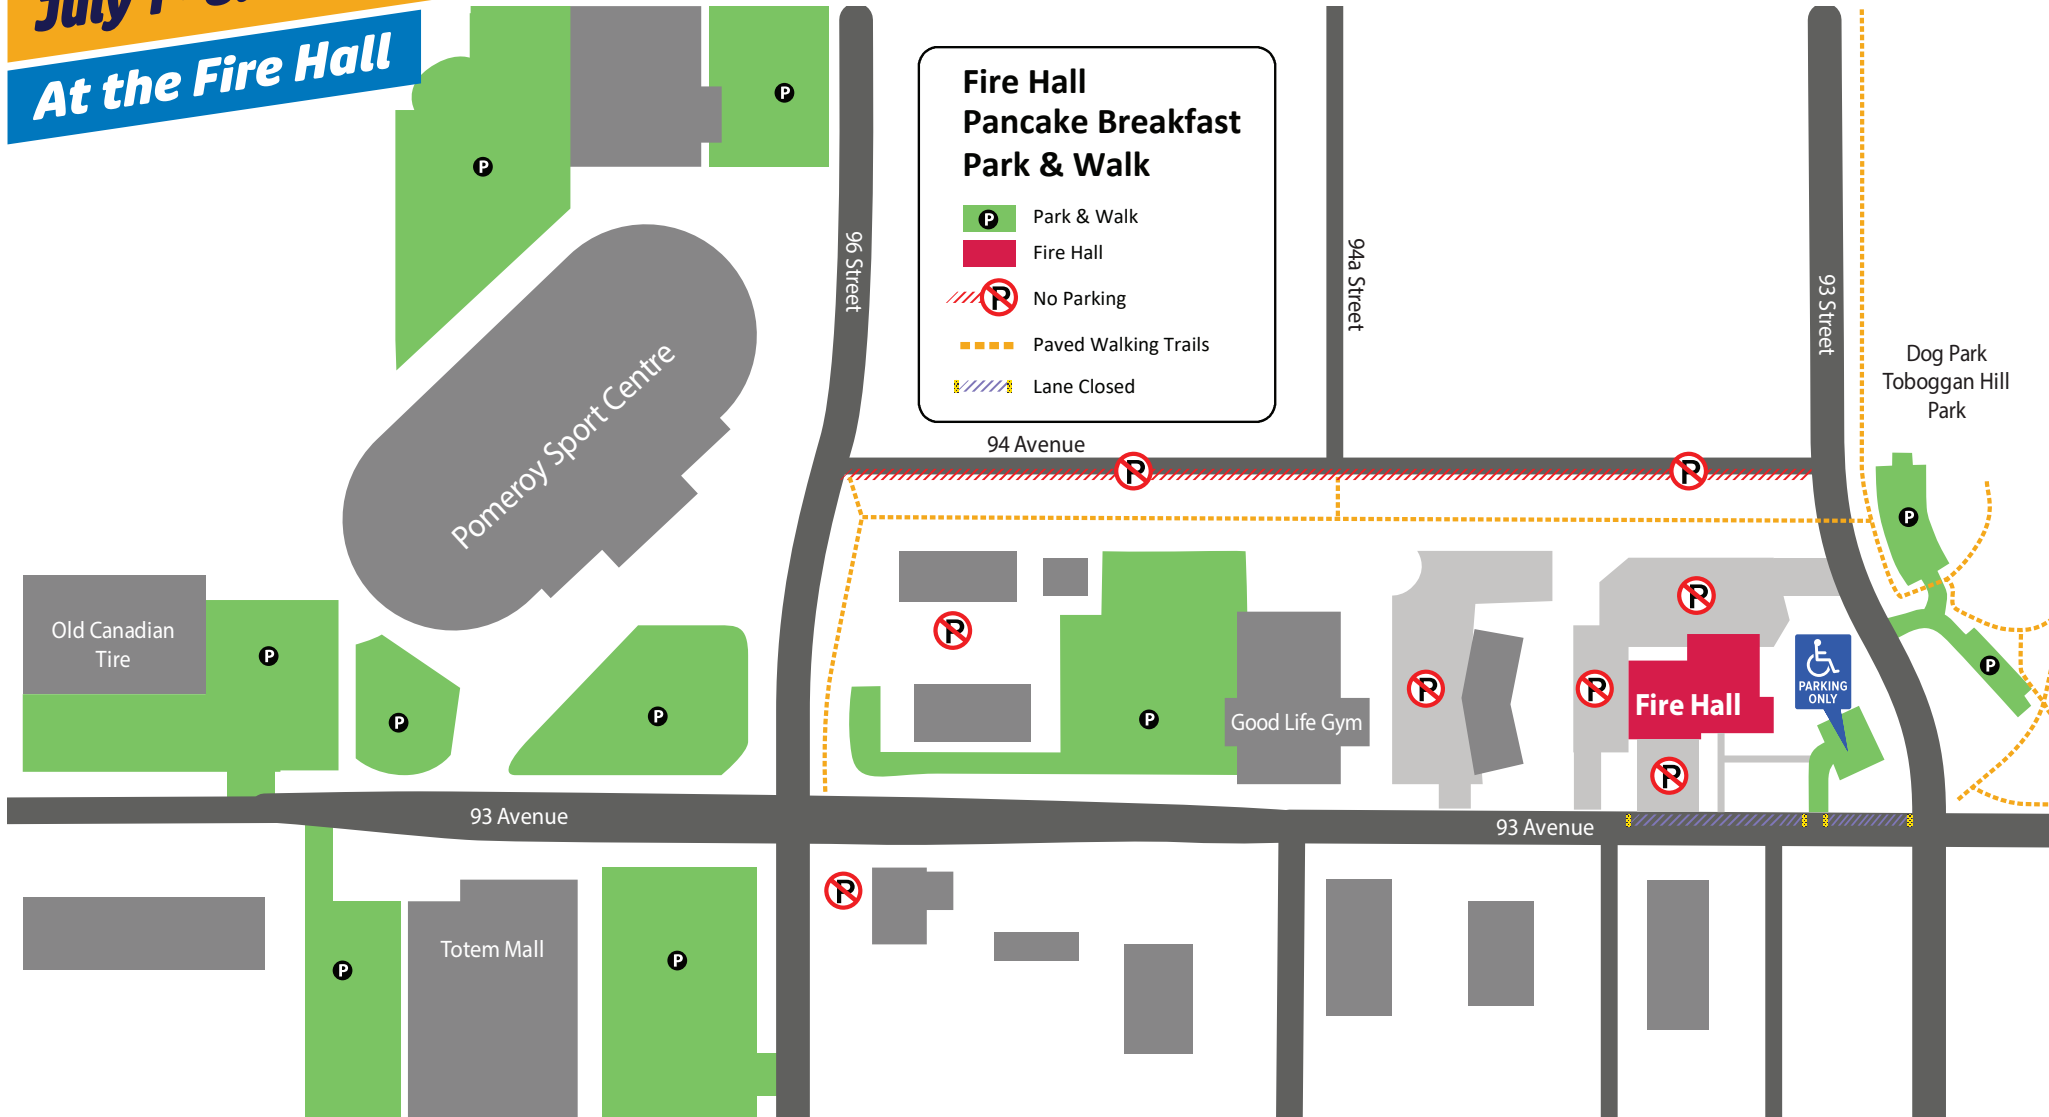 July 1
At the Fire Hall
Fire Hall
Pancake Breakfast
Park & Walk
P Park & Walk
Fire Hall
P No Parking
Paved Walking Trails
Lane Closed
P
P
96 Street
94a Street
93 Street
Dog Park
Toboggan Hill
Park
94 Avenue
P
P
Pomeroy Sport Centre
P
Old Canadian
Tire
P
P
P
P
P
Good Life Gym
P
P
P
Fire Hall
P
PARKING
ONLY
P
93 Avenue
93 Avenue
P
Totem Mall
P
P